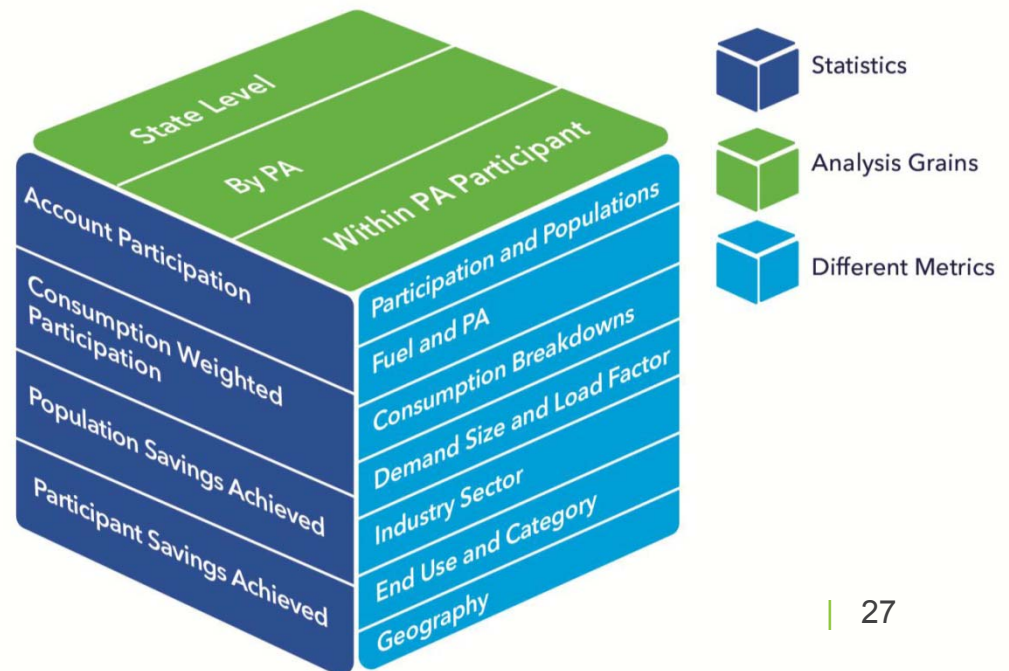 State Level
By PA
Within PA Participant
Account Participation
Consumption Weighted
Participation
Population Savings Achieved
Participant Savings Achieved
Participation and Populations
Fuel and PA
Consumption Breakdowns
Demand Size and Load Factor
Industry Sector
End Use and Category
Geography
Statistics
Analysis Grains
Different Metrics
| 27